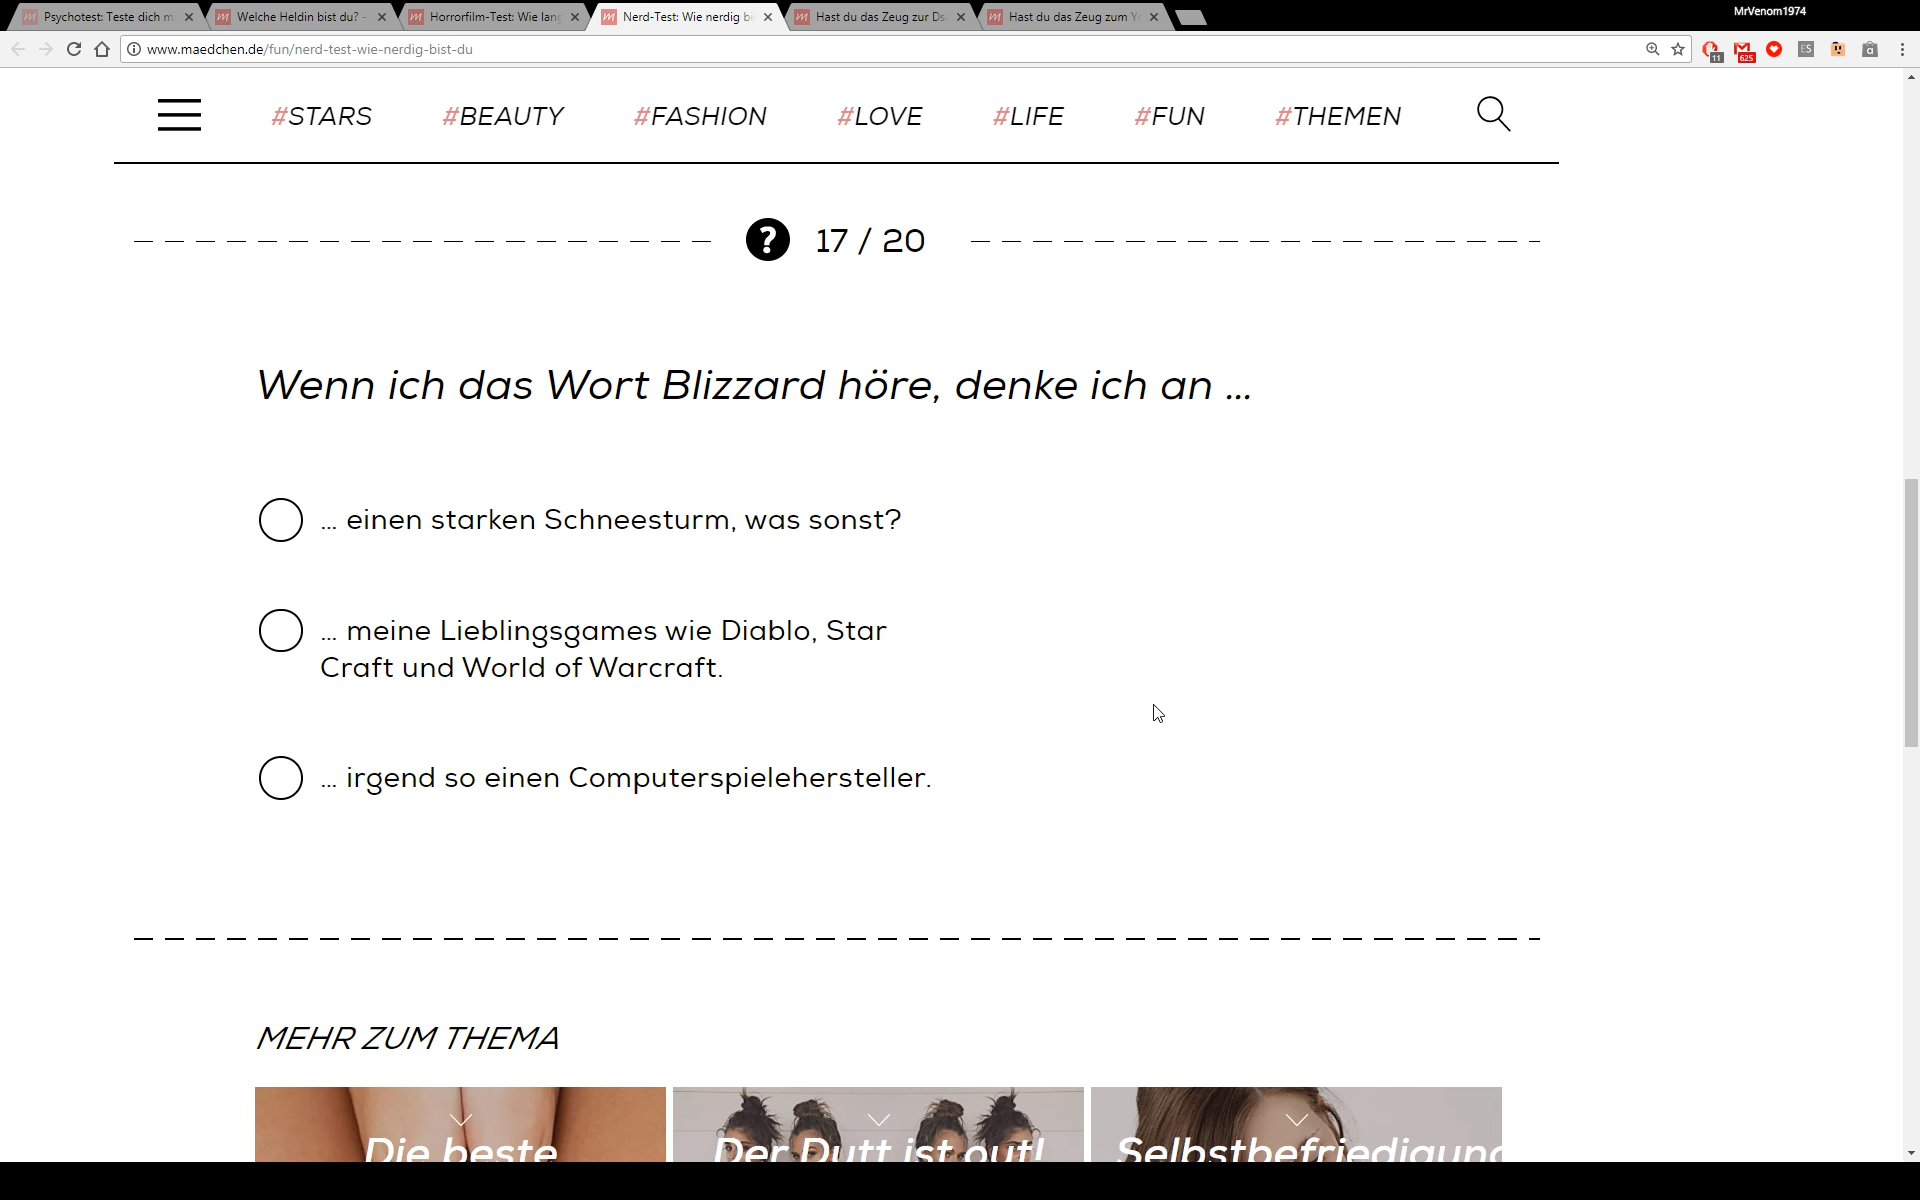 Psychotest: Teste dich m
Welche Heldin bist du? -
Horrorfilm-Test: Wie lang
Nerd-Test: Wie nerdig bi
Hast du das Zeug zur Ds
Hast du das Zeug zum Yo
MrVenom1974
www.maedchen.de/fun/nerd-test-wie-nerdig-bist-du
11
625
ES
#STARS
#BEAUTY
#FASHION
#LOVE
#LIFE
#FUN
#THEMEN
? 17 / 20
Wenn ich das Wort Blizzard höre, denke ich an ...
... einen starken Schneesturm, was sonst?
... meine Lieblingsgames wie Diablo, Star
Craft und World of Warcraft.
... irgend so einen Computerspielehersteller.
MEHR ZUM THEMA
Die beste
Der Dutt ist out!
Selbstbefriedigung